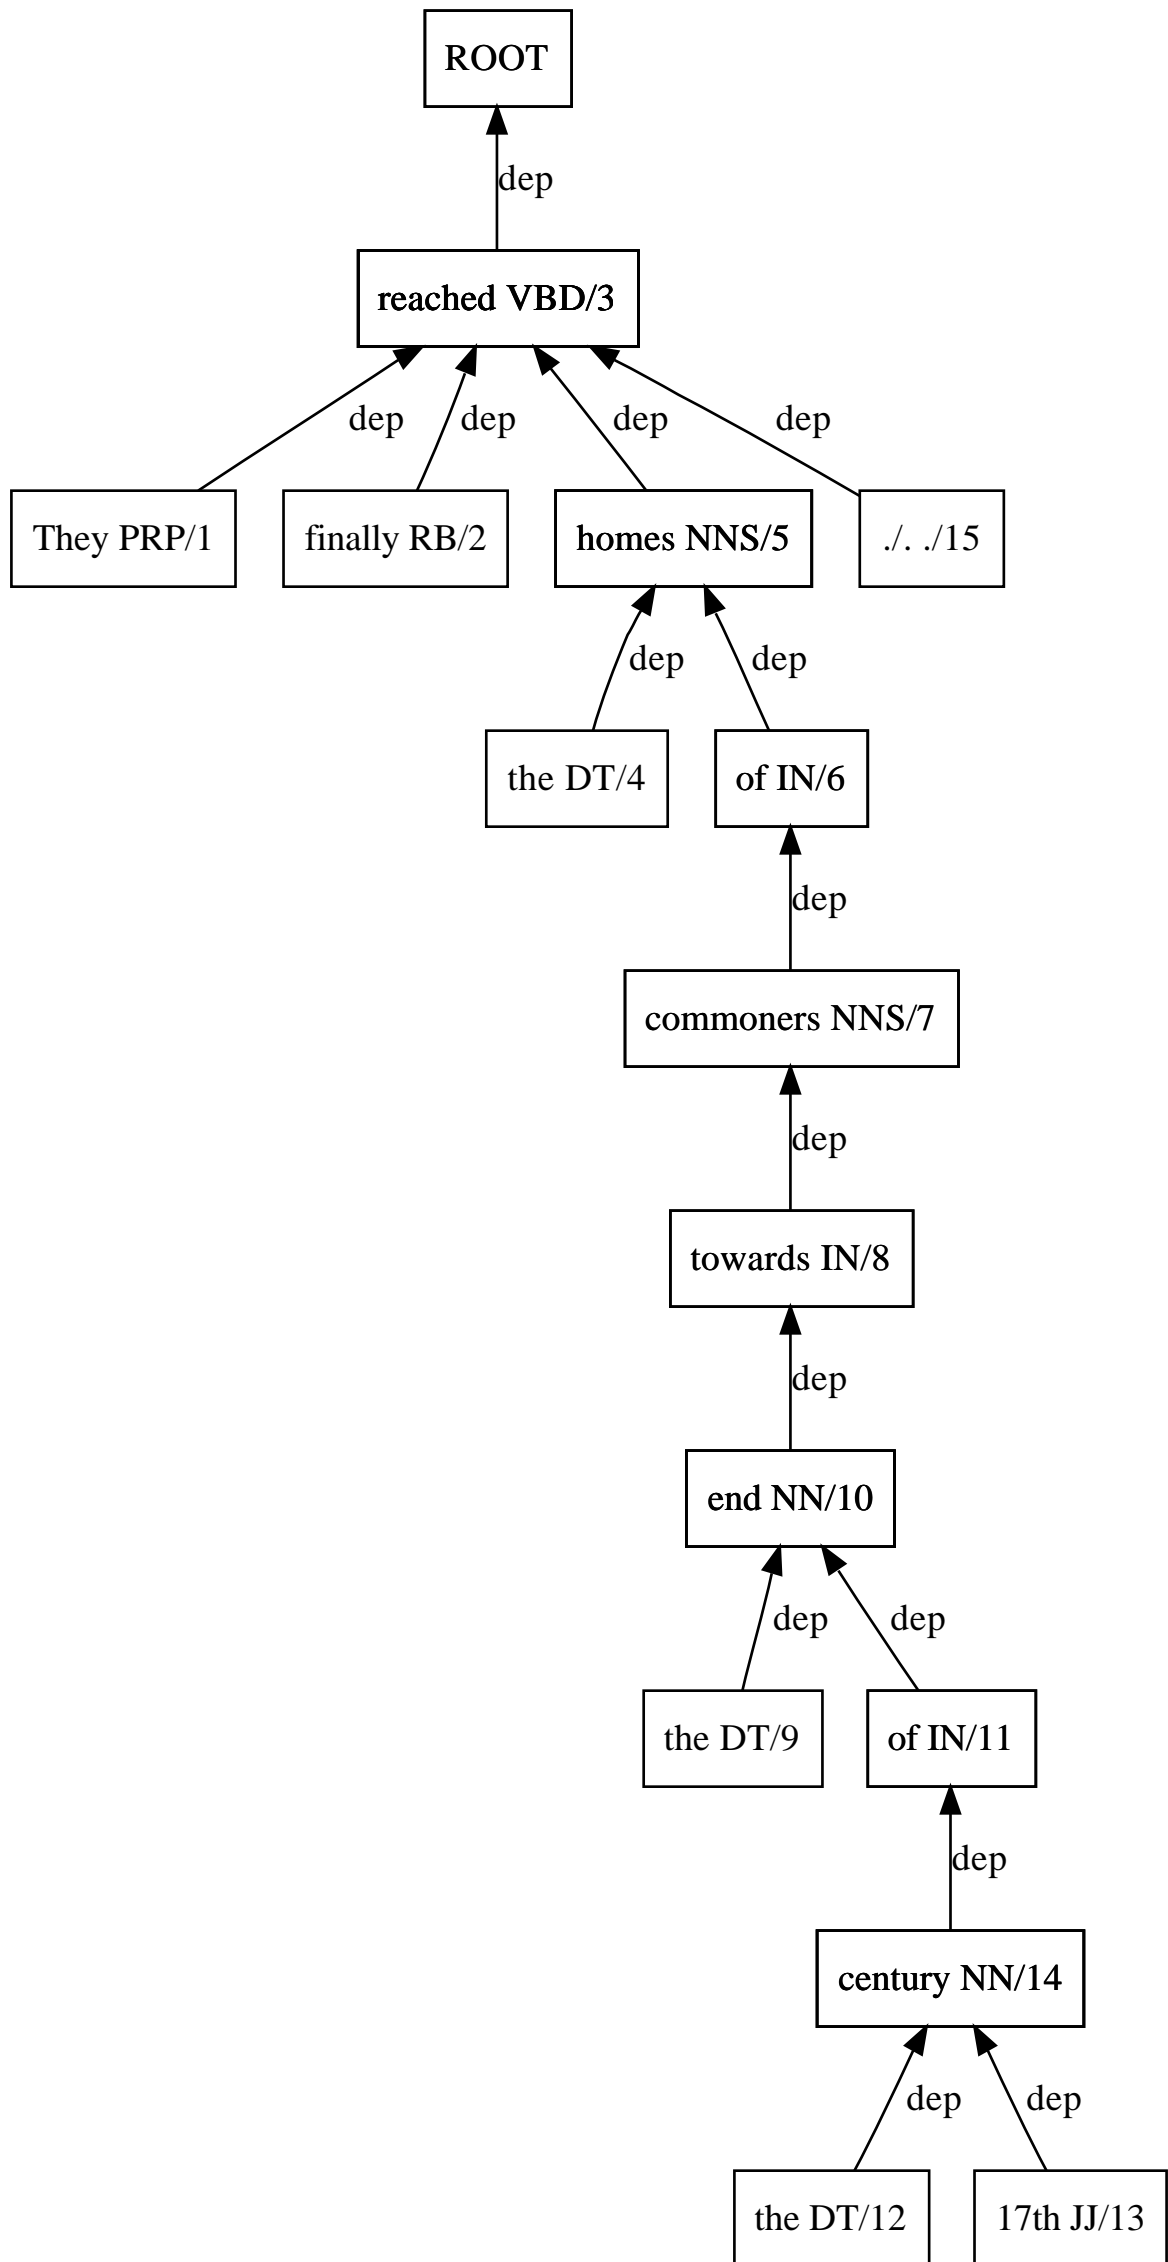 ROOT
dep
reached VBD/3
dep dep dep dep
They PRP/1 finally RB/2 homes NNS/5 ./. ./15
dep dep
the DT/4 of IN/6
dep
commoners NNS/7
dep
towards IN/8
dep
end NN/10
dep dep
the DT/9 of IN/11
dep
century NN/14
dep dep
the DT/12 17th JJ/13